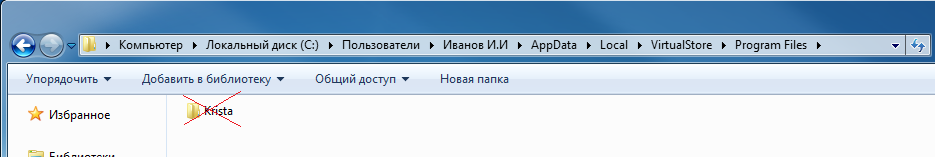 Компьютер ▸ Локальный диск (C:) ▸ Пользователи ▸ Иванов И.И ▸ AppData ▸ Local ▸ VirtualStore ▸ Program Files ▸
Упорядочить Добавить в библиотеку Общий доступ Новая папка
Избранное
Krista
Библиотеки